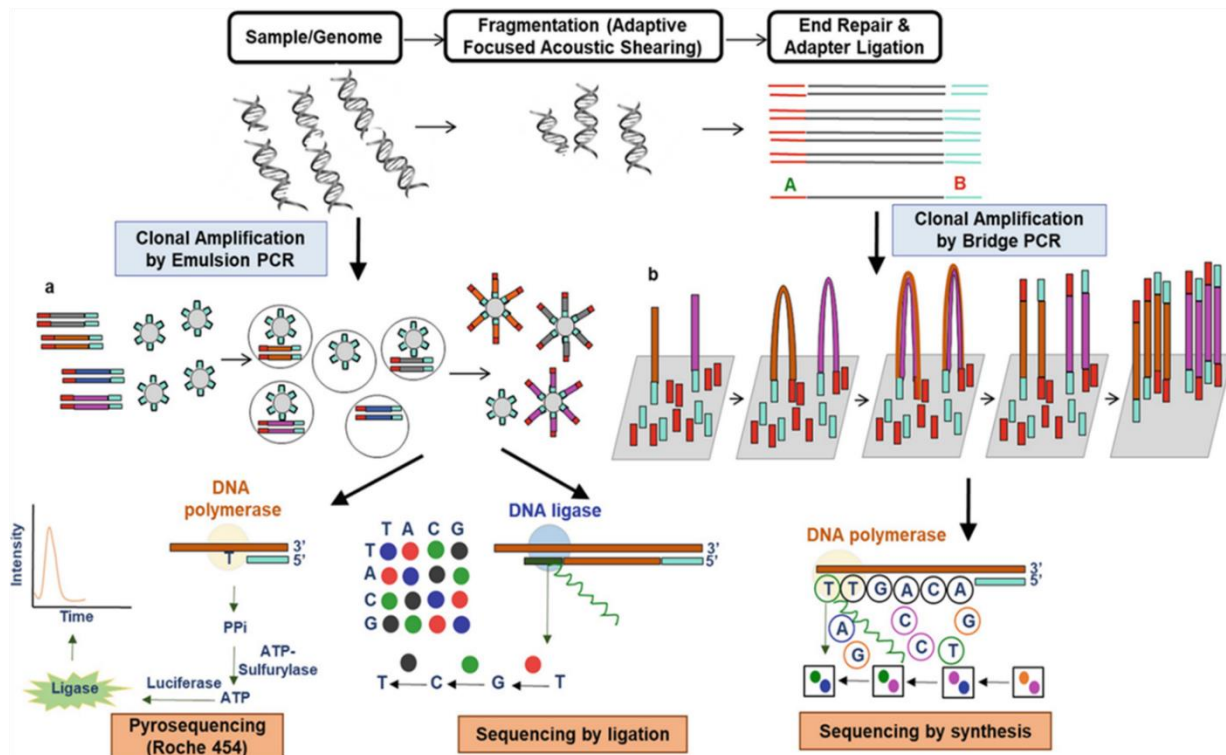 Sample/Genome
Fragmentation (Adaptive
Focused Acoustic Shearing)
End Repair &
Adapter Ligation
A
B
Clonal Amplification
by Emulsion PCR
Clonal Amplification
by Bridge PCR
a
b
DNA
polymerase
T
3’
5’
Intensity
Time
PPi
ATP-
Sulfurylase
Luciferase
ATP
Ligase
Pyrosequencing
(Roche 454)
T A C G
T
A
C
G
DNA ligase
3’
5’
T C G T
Sequencing by ligation
DNA polymerase
3’
5’
T T G A C A
A C G
G C T
Sequencing by synthesis